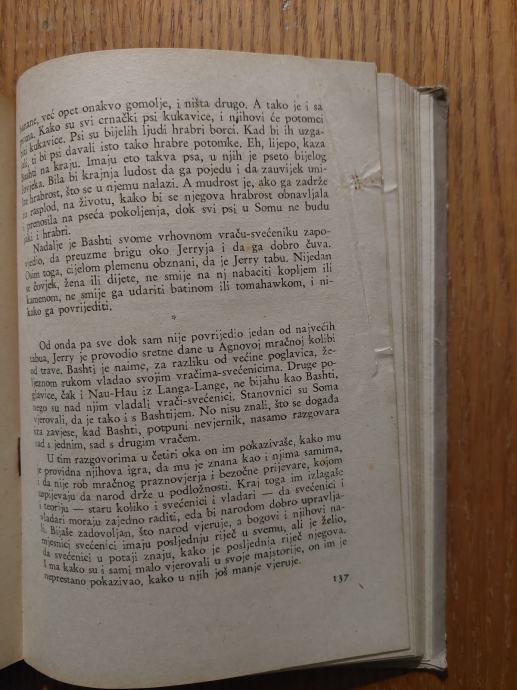 banane, već opet onakvo gomolje, i ništa drugo. A tako je i sa
psima. Kako su svi crnački psi kukavice, i njihovi će potomci
biti kukavice. Psi su bijelih ljudi hrabri borci. Kad bi ih uzga-
jali, ti bi psi davali isto tako hrabre potomke. Eh, lijepo, kaza
Bashti na kraju. Imaju eto takva psa, u njih je pseto bijelog
čovjeka. Bila bi krajnja ludost da ga pojedu i da zauvijek uni-
šte hrabrost, što se u njemu nalazi. A mudrost je, ako ga zadrže
za rasplod, na životu, kako bi se njegova hrabrost obnavljala
i prenosila na pseća pokoljenja, dok svi psi u Somu ne budu
jaki i hrabri.
Nadalje je Bashti svome vrhovnom vraču-svećeniku zapo-
vjedio, da preuzme brigu oko Jerryja i da ga dobro čuva.
Osim toga, cijelom plemenu obznani, da je Jerry tabu. Nijedan
se čovjek, žena ili dijete, ne smije na nj nabaciti kopljem ili
kamenom, ne smije ga udariti batinom ili tomahawkom, i ni-
kako ga povrijediti.
*
Od onda pa sve dok sam nije povrijedio jedan od najvećih
tabua, Jerry je provodio sretne dane u Agnovoj mračnoj kolibi
od trave. Bashti je naime, za razliku od većine poglavica, že-
ljeznom rukom vladao svojim vračima-svećenicima. Druge po-
glavice, čak i Nau-Hau iz Langa-Lange, ne bijahu kao Bashti,
nego su nad njim vladali vrači-svećenici. Stanovnici su Soma
vjerovali, da je tako i s Bashtijem. No nisu znali, što se događa
iza zavjese, kad Bashti, potpuni nevjernik, nasamo razgovara
sad s jednim, sad s drugim vračem.
U tim razgovorima u četiri oka on im pokazivaše, kako mu
je providna njihova igra, da mu je znana kao i njima samima,
i da nije rob mračnog praznovjerja i bezočne prijevare, kojom
uspijevaju da narod drže u podložnosti. Kraj toga im izlagaše
i teoriju — staru koliko i svećenici i vladari — da svećenici i
vladari moraju zajedno raditi, eda bi narodom dobro upravlja-
li. Bijaše zadovoljan, što narod vjeruje, a bogovi i njihovi na-
mjesnici svećenici imaju posljednju riječ u svemu, ali je želio,
da svećenici u potaji znaju, kako je posljednja riječ njegova.
I ma kako su i sami malo vjerovali u svoje majstorije, on im je
neprestano pokazivao, kako u njih još manje vjeruje.
137